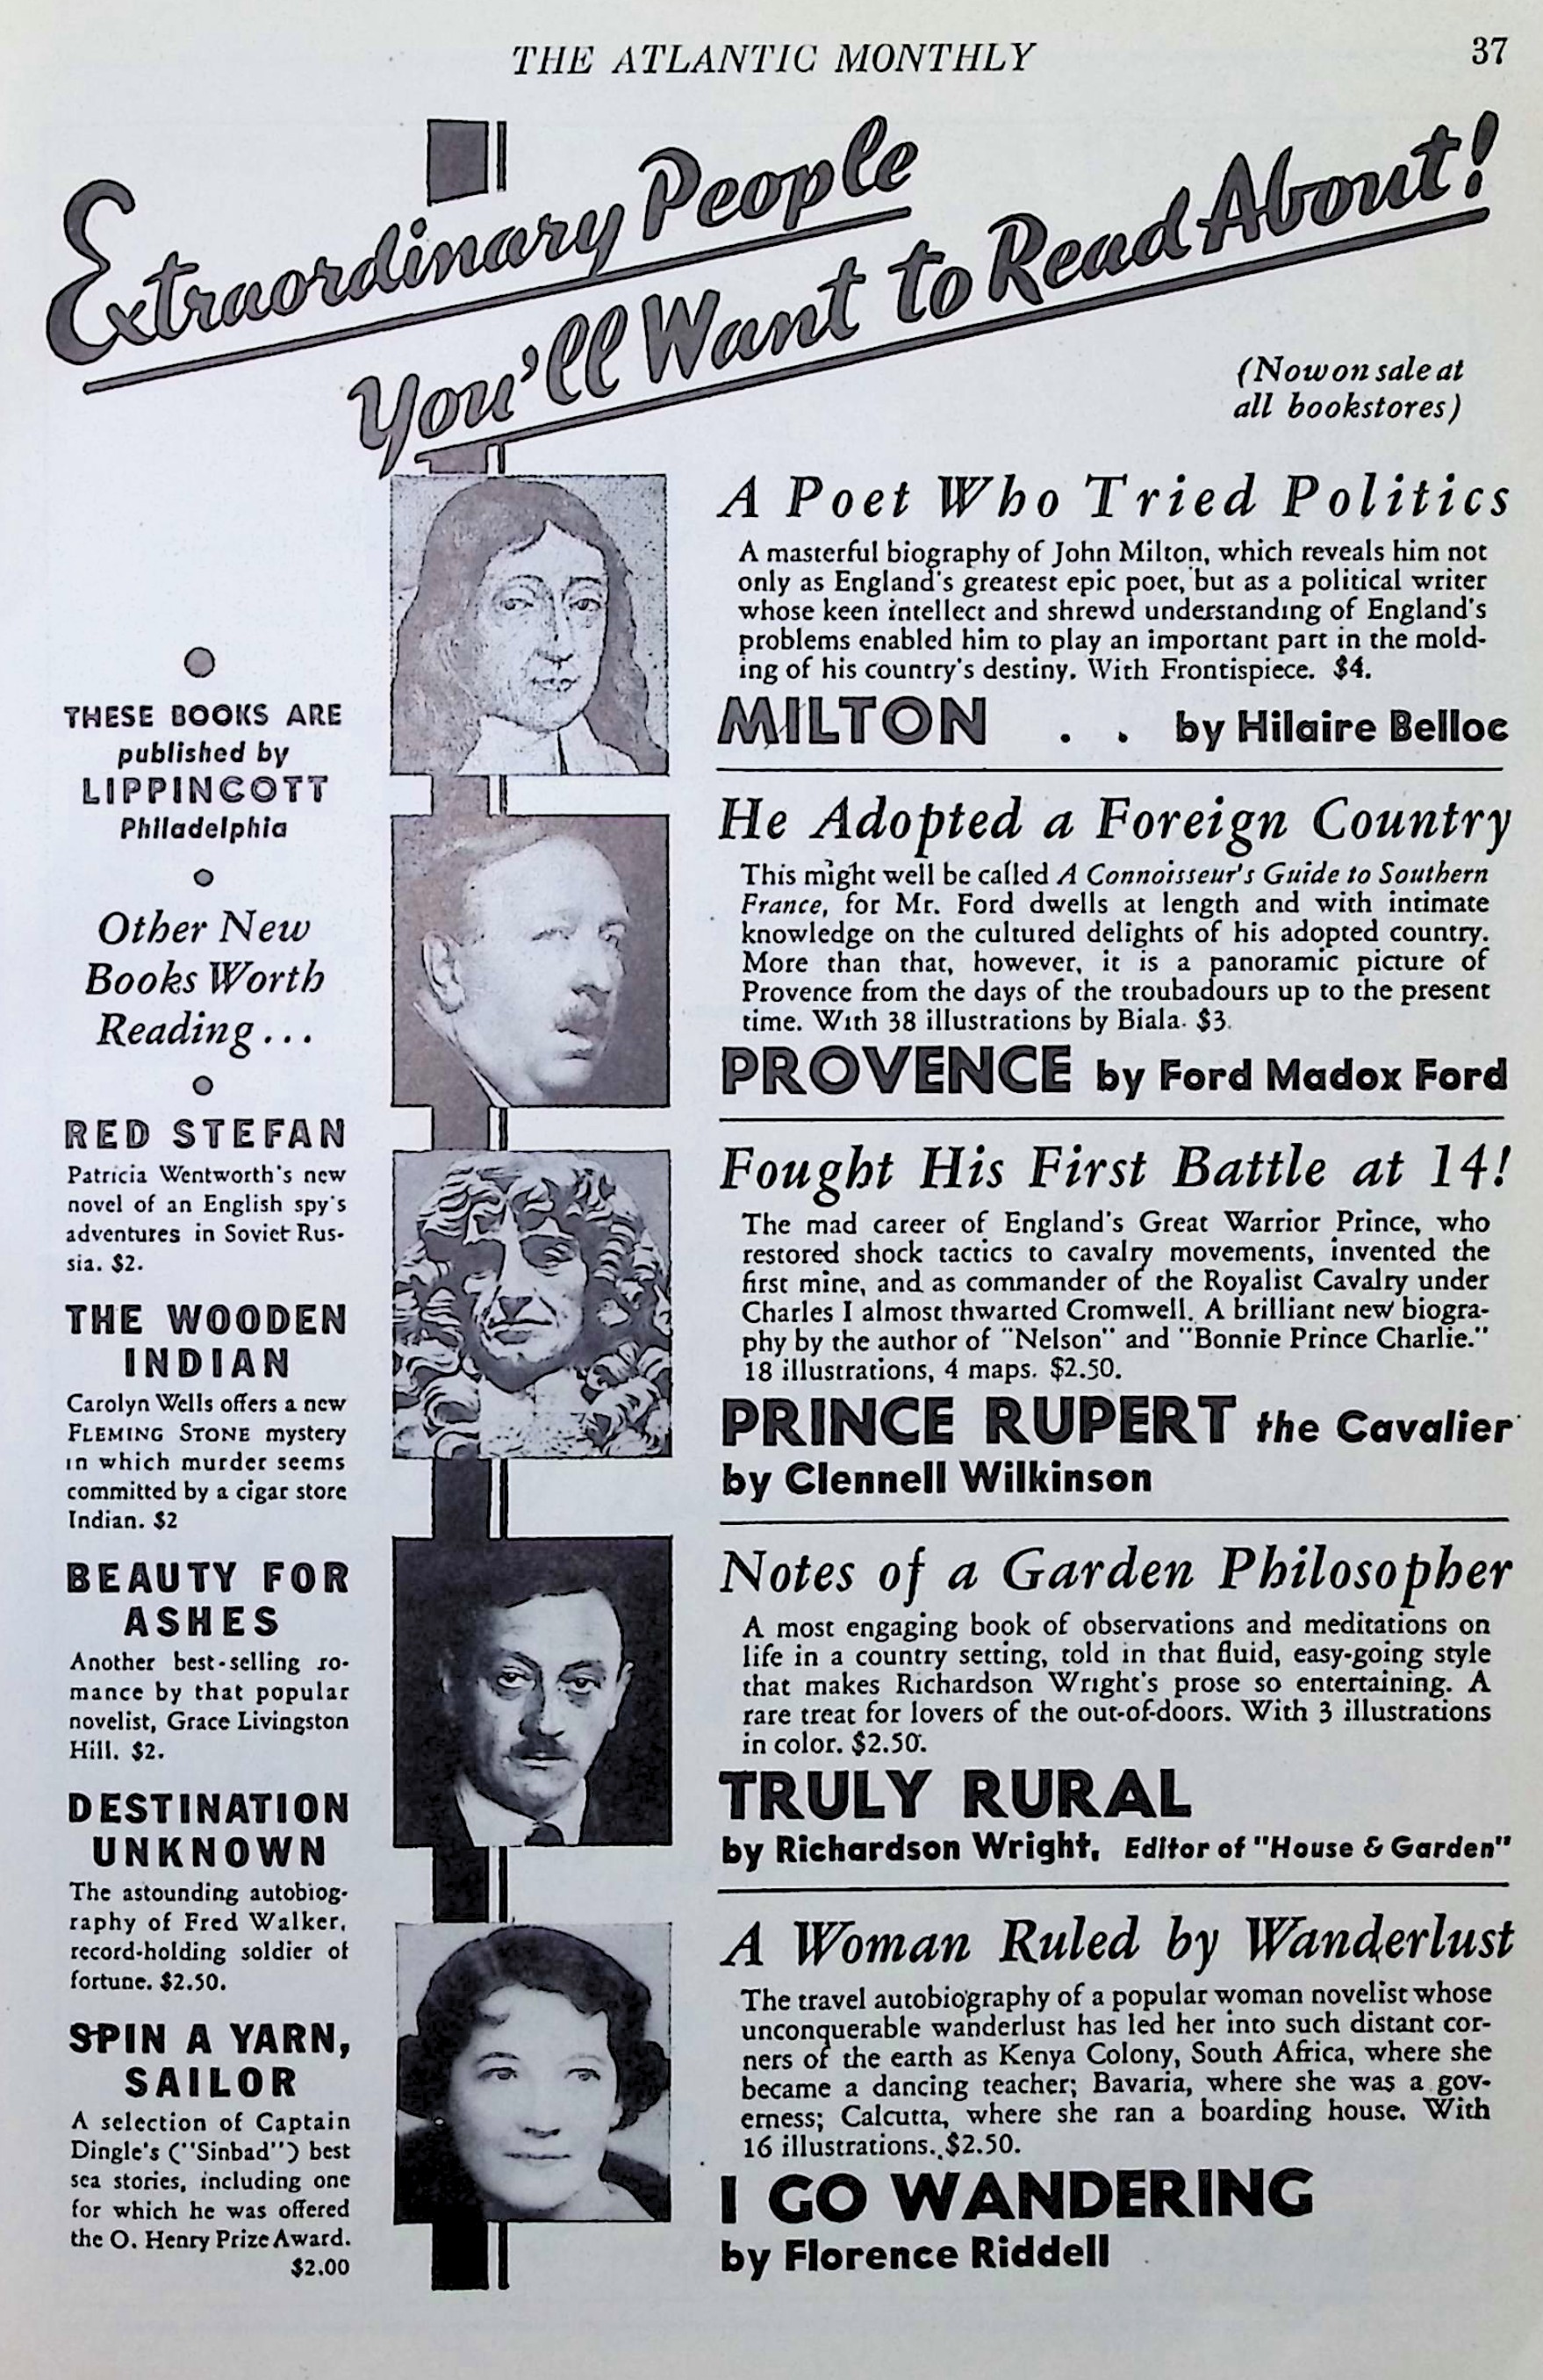 THE ATLANTIC MONTHLY 37
Extraordinary People
You'll Want to Read About!
(Now on sale at
all bookstores)
THESE BOOKS ARE
published by
LIPPINCOTT
Philadelphia
Other New
Books Worth
Reading...
RED STEFAN
Patricia Wentworth's new
novel of an English spy's
adventures in Soviet Rus-
sia. $2.
THE WOODEN
INDIAN
Carolyn Wells offers a new
FLEMING STONE mystery
in which murder seems
committed by a cigar store
Indian. $2
BEAUTY FOR
ASHES
Another best-selling ro-
mance by that popular
novelist, Grace Livingston
Hill. $2.
DESTINATION
UNKNOWN
The astounding autobiog-
raphy of Fred Walker,
record-holding soldier of
fortune. $2.50.
SPIN A YARN,
SAILOR
A selection of Captain
Dingle's ("Sinbad") best
sea stories, including one
for which he was offered
the O. Henry Prize Award.
$2.00
A Poet Who Tried Politics
A masterful biography of John Milton, which reveals him not
only as England's greatest epic poet, but as a political writer
whose keen intellect and shrewd understanding of England's
problems enabled him to play an important part in the mold-
ing of his country's destiny. With Frontispiece. $4.
MILTON . . by Hilaire Belloc
He Adopted a Foreign Country
This might well be called A Connoisseur's Guide to Southern
France, for Mr. Ford dwells at length and with intimate
knowledge on the cultured delights of his adopted country.
More than that, however, it is a panoramic picture of
Provence from the days of the troubadours up to the present
time. With 38 illustrations by Biala. $3.
PROVENCE by Ford Madox Ford
Fought His First Battle at 14!
The mad career of England's Great Warrior Prince, who
restored shock tactics to cavalry movements, invented the
first mine, and as commander of the Royalist Cavalry under
Charles I almost thwarted Cromwell. A brilliant new biogra-
phy by the author of "Nelson" and "Bonnie Prince Charlie."
18 illustrations, 4 maps. $2.50.
PRINCE RUPERT the Cavalier
by Clennell Wilkinson
Notes of a Garden Philosopher
A most engaging book of observations and meditations on
life in a country setting, told in that fluid, easy-going style
that makes Richardson Wright's prose so entertaining. A
rare treat for lovers of the out-of-doors. With 3 illustrations
in color. $2.50.
TRULY RURAL
by Richardson Wright, Editor of "House & Garden"
A Woman Ruled by Wanderlust
The travel autobiography of a popular woman novelist whose
unconquerable wanderlust has led her into such distant cor-
ners of the earth as Kenya Colony, South Africa, where she
became a dancing teacher; Bavaria, where she was a gov-
erness; Calcutta, where she ran a boarding house. With
16 illustrations. $2.50.
I GO WANDERING
by Florence Riddell